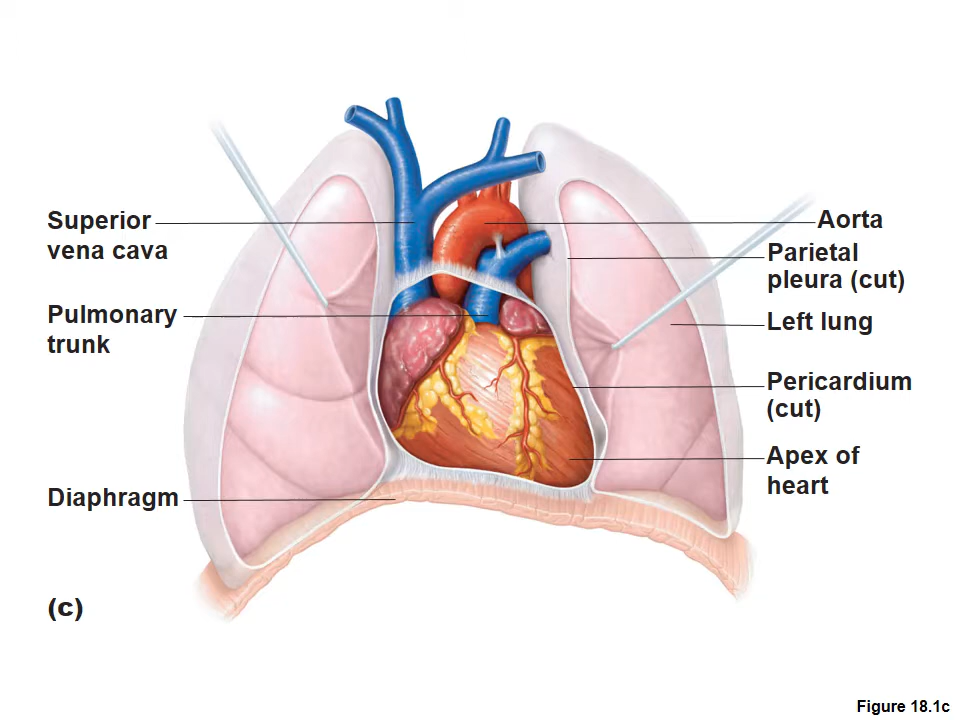 Superior
vena cava
Pulmonary
trunk
Diaphragm
Aorta
Parietal
pleura (cut)
Left lung
Pericardium
(cut)
Apex of
heart
(c)
Figure 18.1c